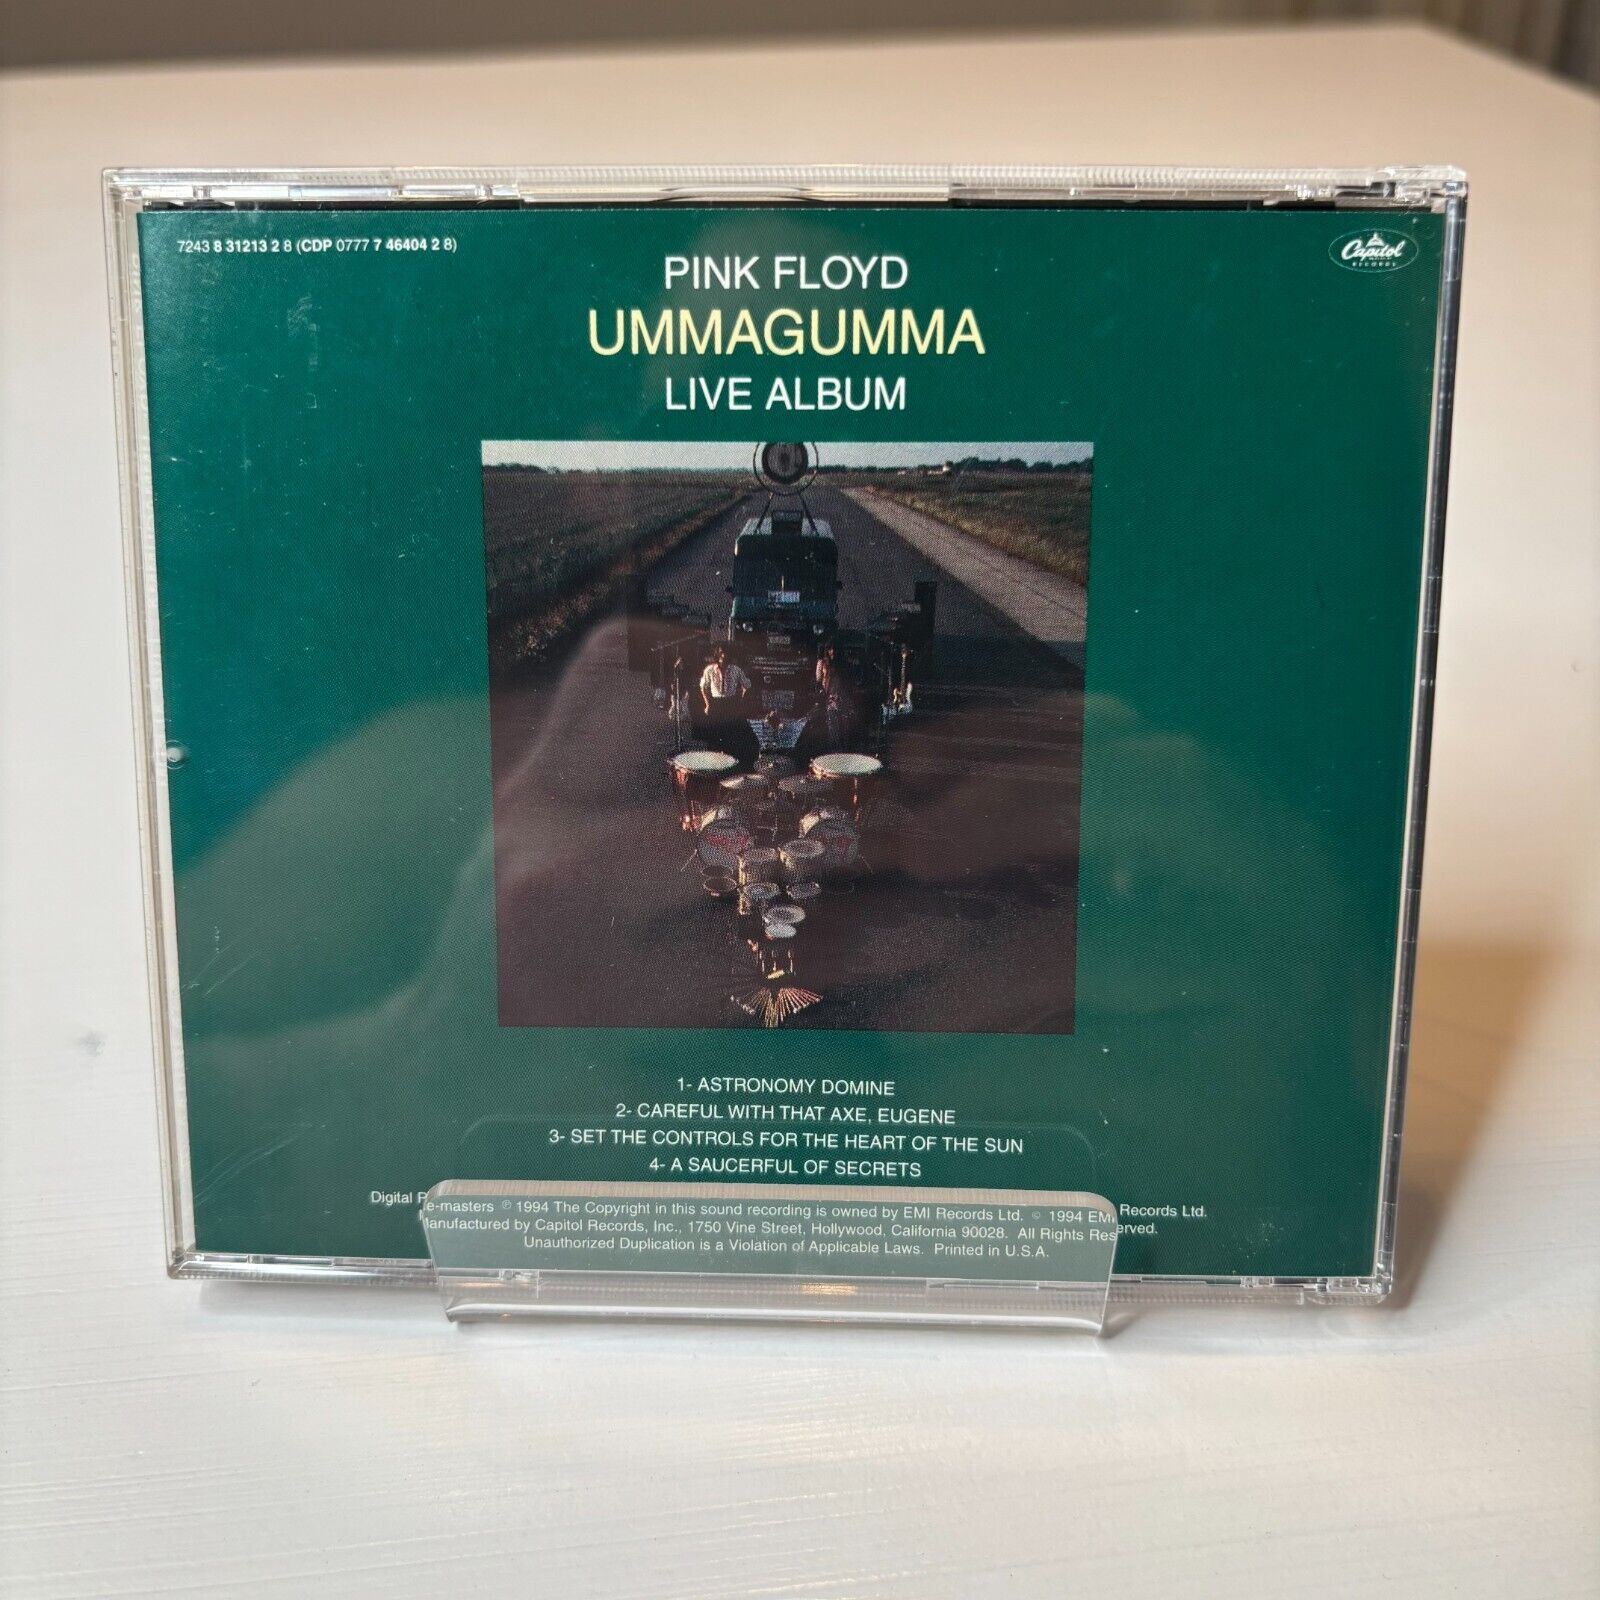 7243 8 31213 2 8 (CDP 0777 7 46404 2 8)
Capitol
RECORDS
PINK FLOYD
UMMAGUMMA
LIVE ALBUM
1- ASTRONOMY DOMINE
2- CAREFUL WITH THAT AXE, EUGENE
3- SET THE CONTROLS FOR THE HEART OF THE SUN
4- A SAUCERFUL OF SECRETS
Digital Re-masters ℗ 1994 The Copyright in this sound recording is owned by EMI Records Ltd. © 1994 EMI Records Ltd.
Manufactured by Capitol Records, Inc., 1750 Vine Street, Hollywood, California 90028. All Rights Reserved.
Unauthorized Duplication is a Violation of Applicable Laws. Printed in U.S.A.